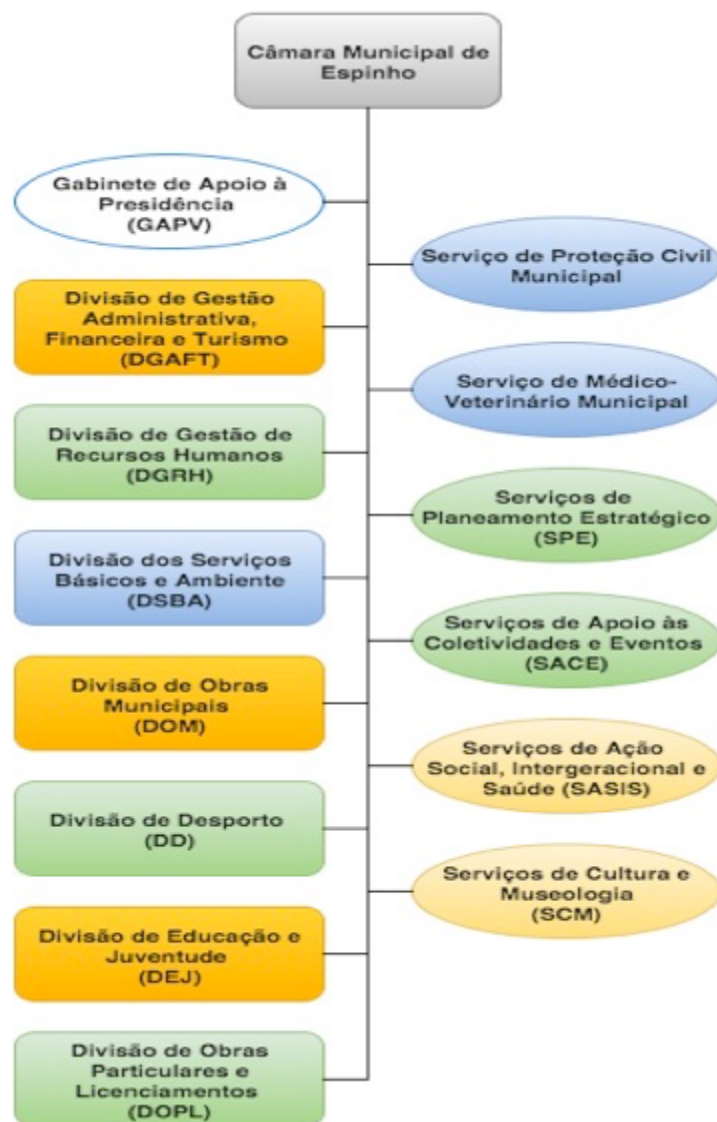 Câmara Municipal de
Espinho
Gabinete de Apoio à
Presidência
(GAPV)
Serviço de Proteção Civil
Municipal
Divisão de Gestão
Administrativa,
Financeira e Turismo
(DGAFT)
Serviço de Médico-
Veterinário Municipal
Divisão de Gestão de
Recursos Humanos
(DGRH)
Serviços de
Planeamento Estratégico
(SPE)
Divisão dos Serviços
Básicos e Ambiente
(DSBA)
Serviços de Apoio às
Coletividades e Eventos
(SACE)
Divisão de Obras
Municipais
(DOM)
Serviços de Ação
Social, Intergeracional e
Saúde (SASIS)
Divisão de Desporto
(DD)
Serviços de Cultura e
Museologia
(SCM)
Divisão de Educação e
Juventude
(DEJ)
Divisão de Obras
Particulares e
Licenciamentos
(DOPL)